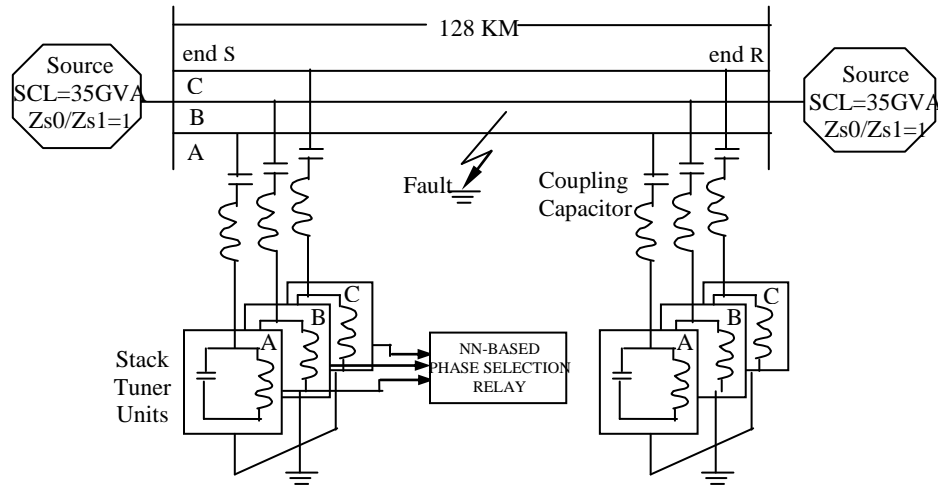 128 KM
end S
end R
Source
SCL=35GVA
Zs0/Zs1=1
Source
SCL=35GVA
Zs0/Zs1=1
C
B
A
Fault
Coupling
Capacitor
C
B
A
C
B
A
Stack
Tuner
Units
NN-BASED
PHASE SELECTION
RELAY